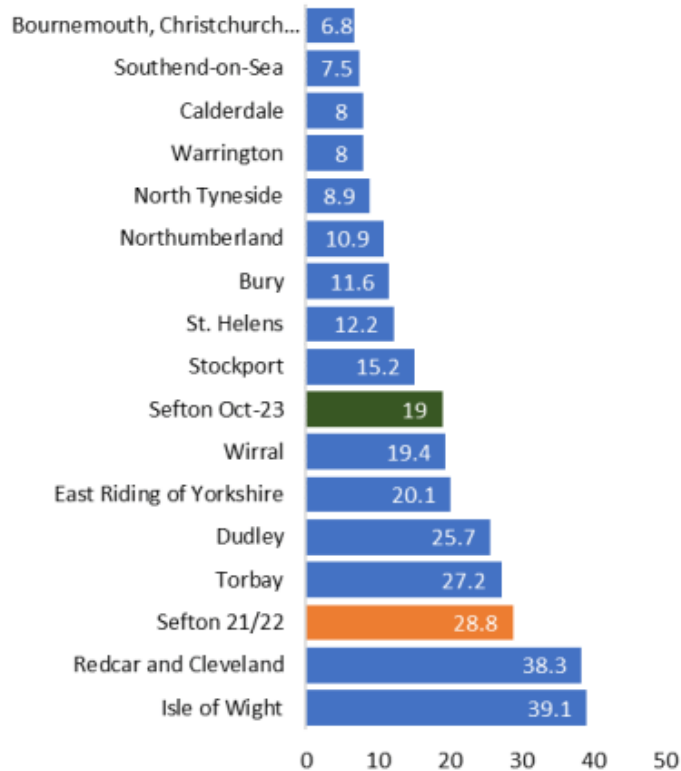 Bournemouth, Christchurch... 6.8
Southend-on-Sea 7.5
Calderdale 8
Warrington 8
North Tyneside 8.9
Northumberland 10.9
Bury 11.6
St. Helens 12.2
Stockport 15.2
Sefton Oct-23 19
Wirral 19.4
East Riding of Yorkshire 20.1
Dudley 25.7
Torbay 27.2
Sefton 21/22 28.8
Redcar and Cleveland 38.3
Isle of Wight 39.1
0 10 20 30 40 50